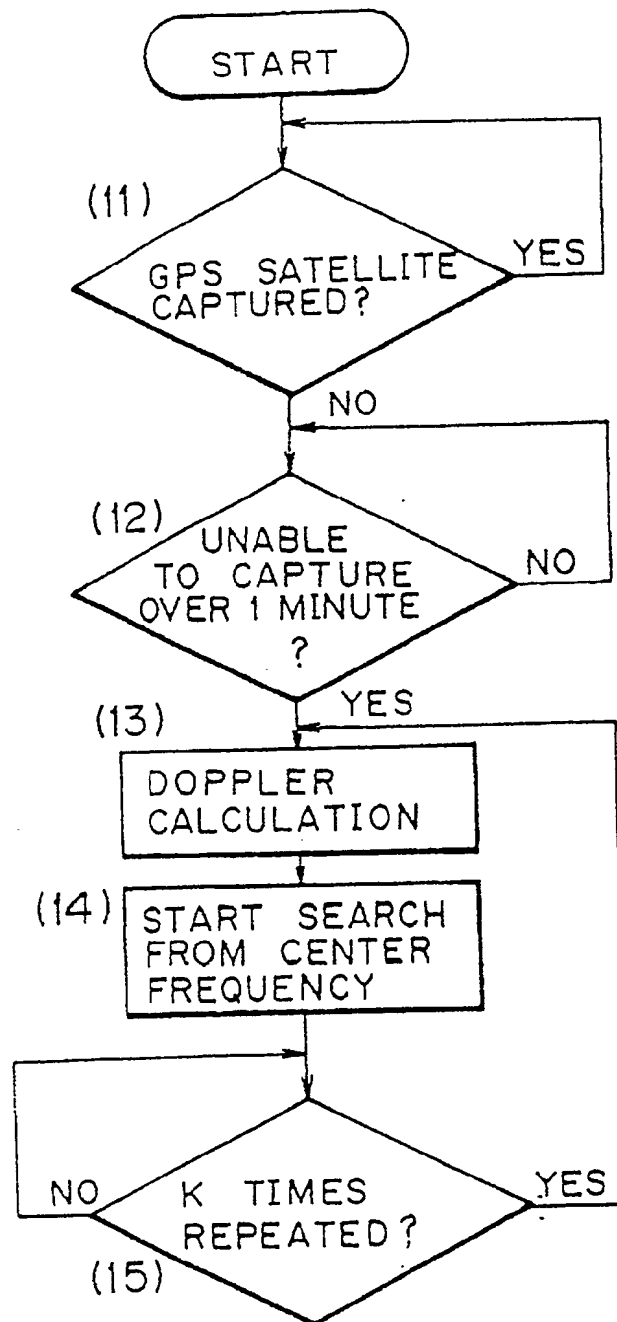 START
(11)
GPS SATELLITE
CAPTURED?
YES
NO
(12)
UNABLE
TO CAPTURE
OVER 1 MINUTE
?
NO
YES
(13)
DOPPLER
CALCULATION
(14)
START SEARCH
FROM CENTER
FREQUENCY
NO
K TIMES
REPEATED?
YES
(15)